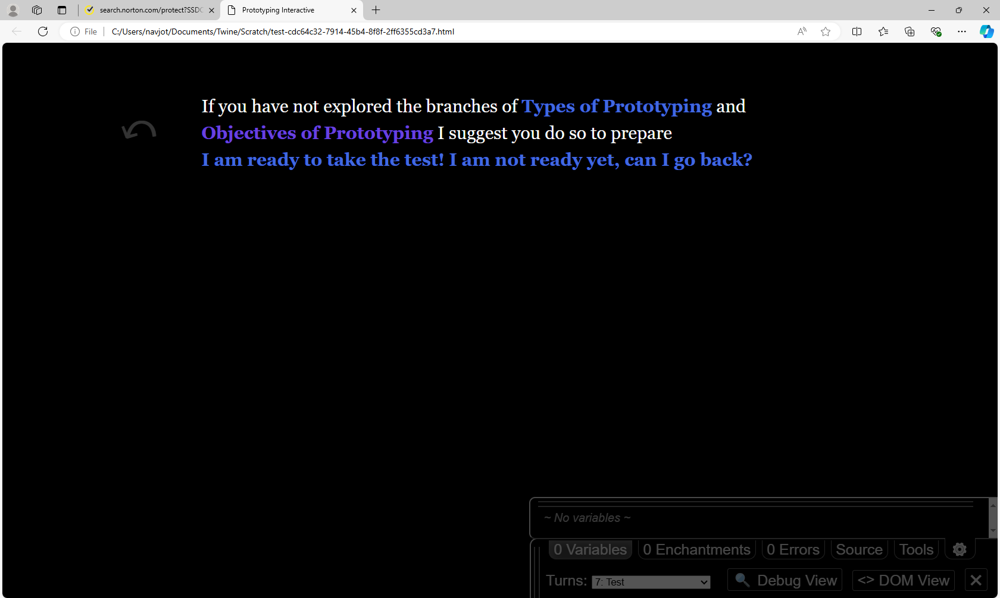 search.norton.com/protect?SSDC
Prototyping Interactive
File
C:/Users/navjot/Documents/Twine/Scratch/test-cdc64c32-7914-45b4-8f8f-2ff6355cd3a7.html
If you have not explored the branches of Types of Prototyping and
Objectives of Prototyping I suggest you do so to prepare
I am ready to take the test! I am not ready yet, can I go back?
~ No variables ~
0 Variables 0 Enchantments 0 Errors Source Tools
Turns: 7: Test Debug View <> DOM View